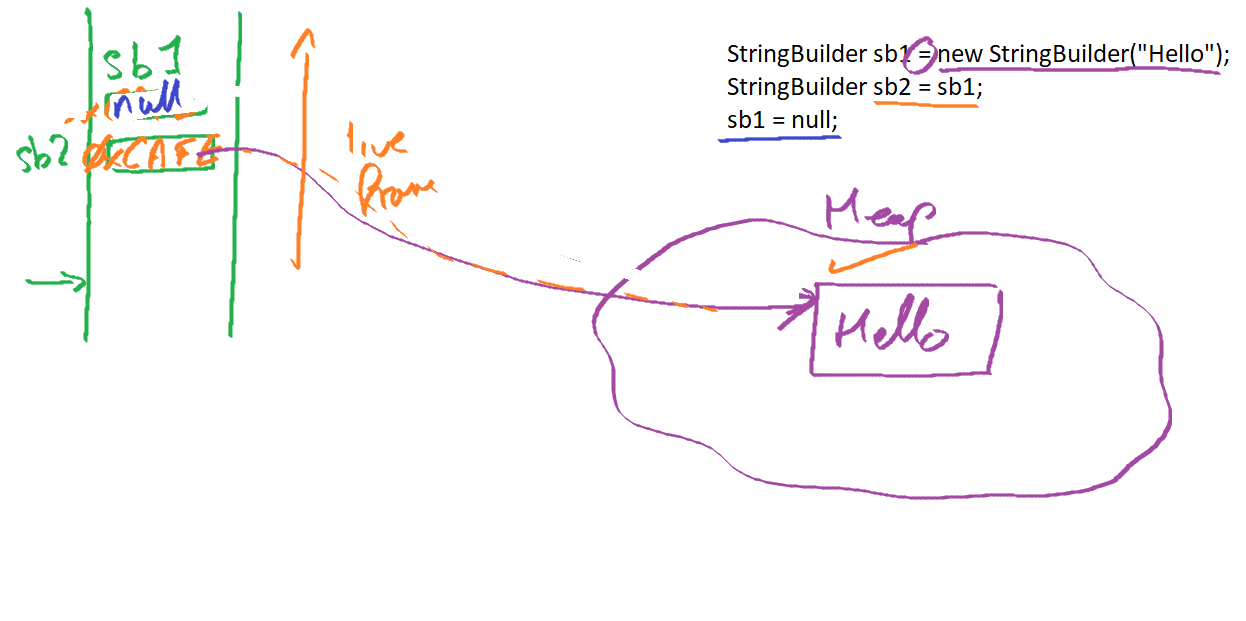 StringBuilder sb1 = new StringBuilder("Hello");
StringBuilder sb2 = sb1;
sb1 = null;
sb1
null
sb2 0xCAFE
live
frame
Heap
Hello